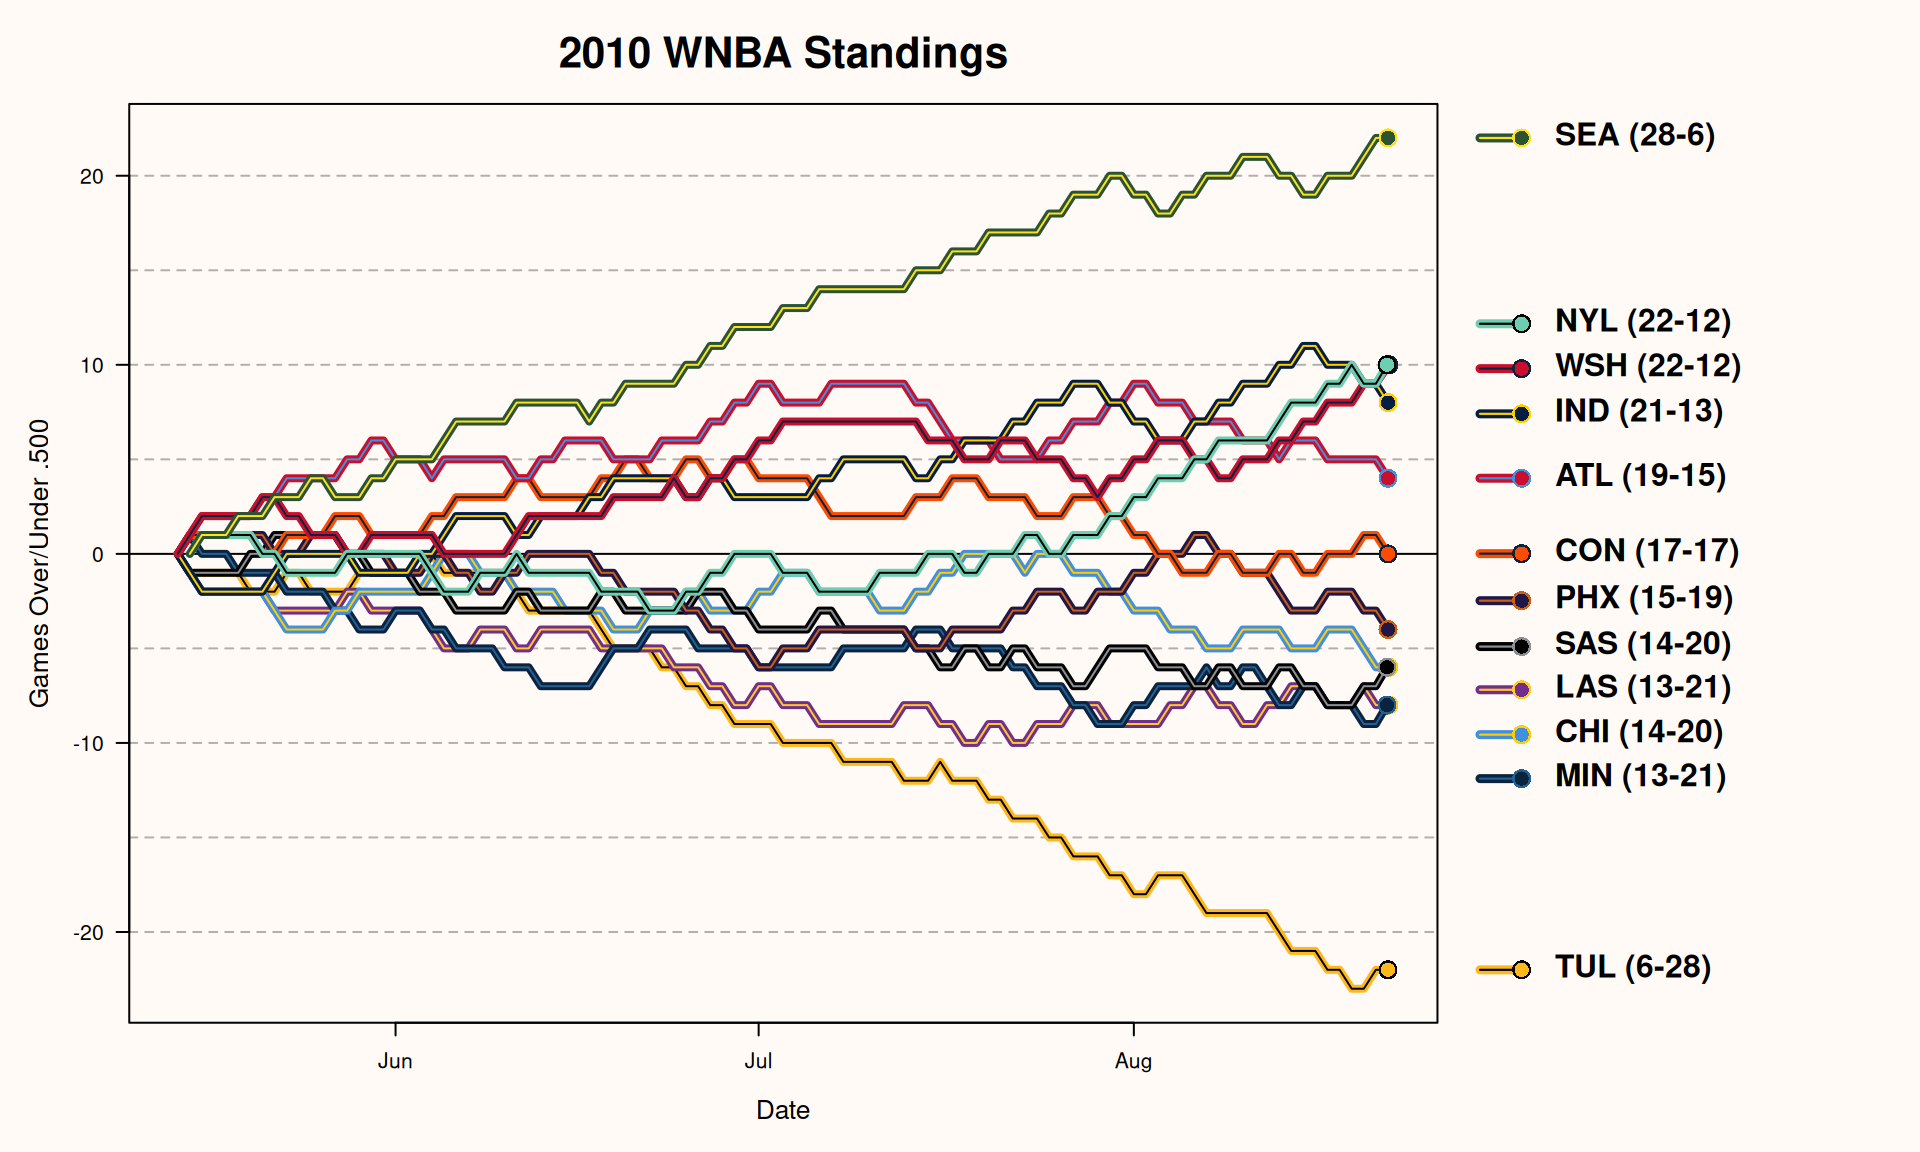 2010 WNBA Standings
Games Over/Under .500
20
10
0
-10
-20
Jun
Jul
Aug
Date
SEA (28-6)
NYL (22-12)
WSH (22-12)
IND (21-13)
ATL (19-15)
CON (17-17)
PHX (15-19)
SAS (14-20)
LAS (13-21)
CHI (14-20)
MIN (13-21)
TUL (6-28)